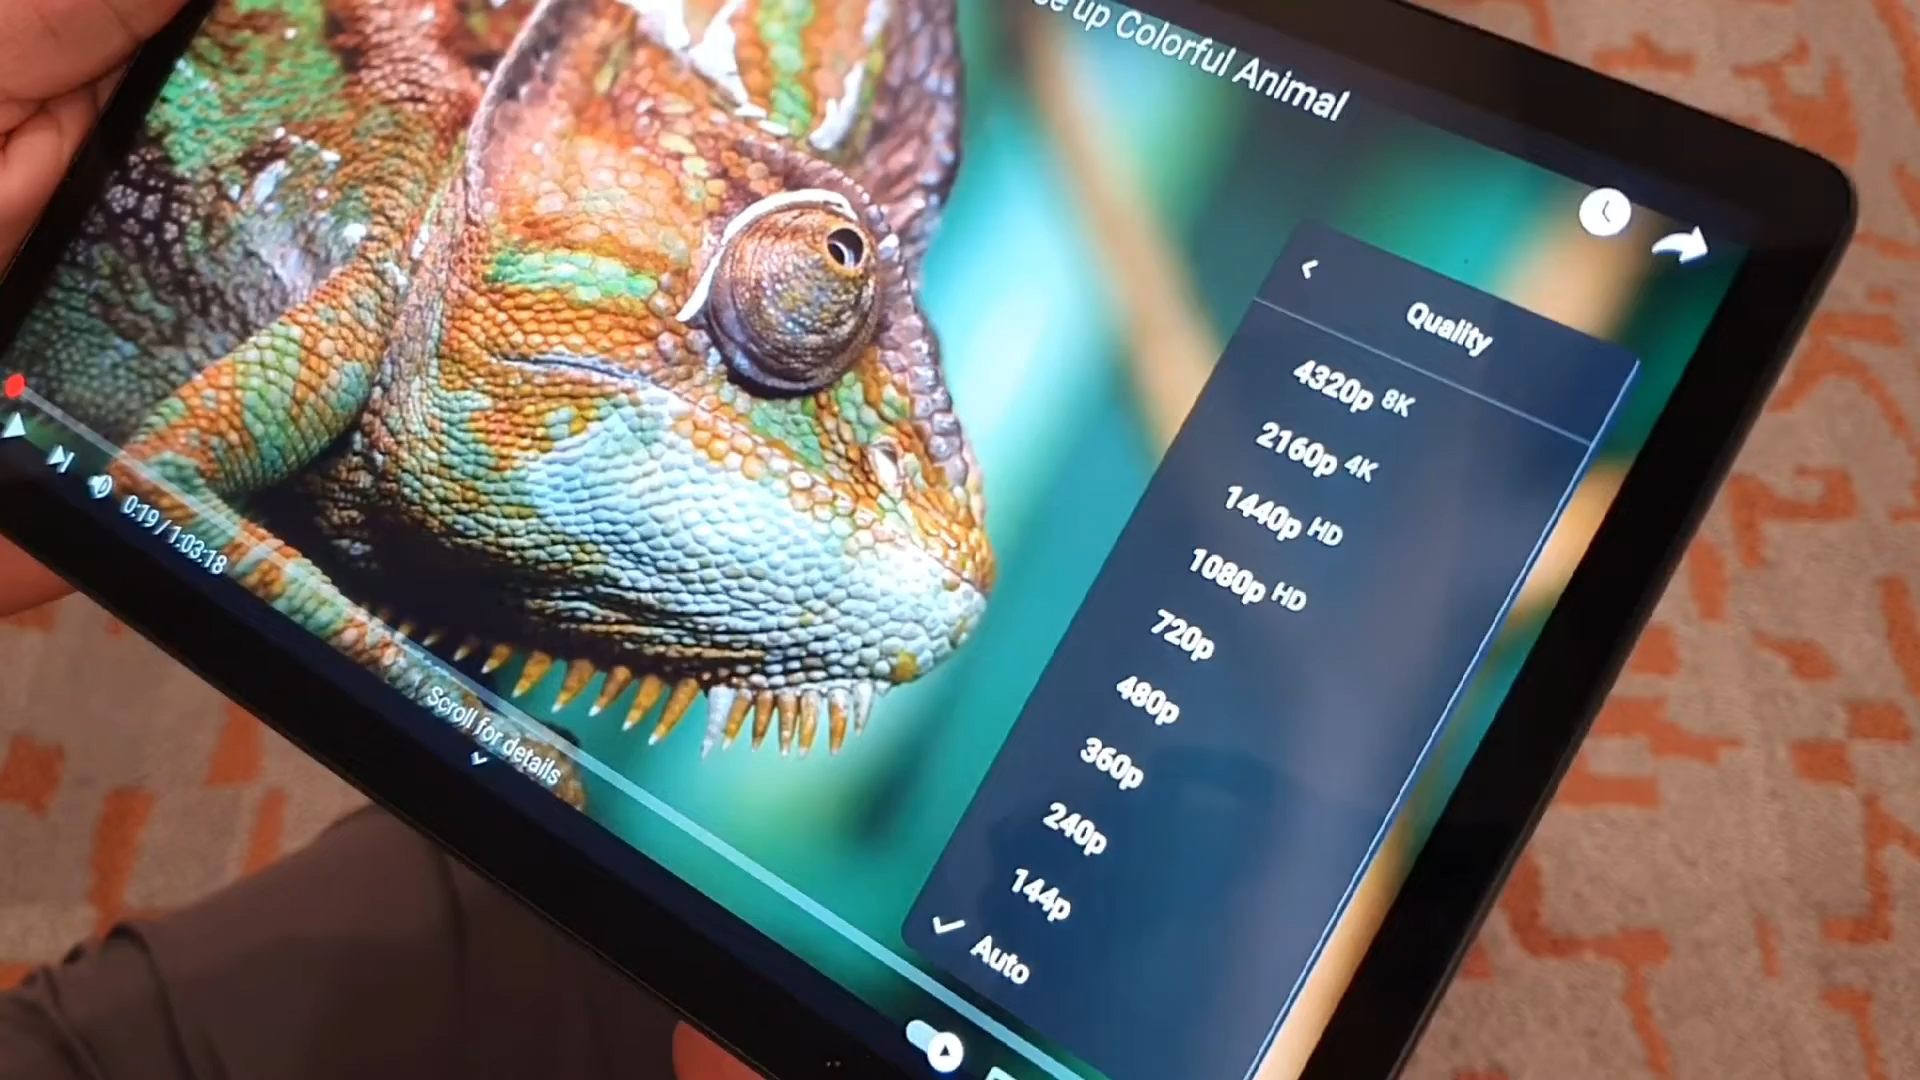 up Colorful Animal
Quality
4320p 8K
2160p 4K
1440p HD
1080p HD
720p
480p
360p
240p
144p
Auto
0:19 / 1:03:18
Scroll for details